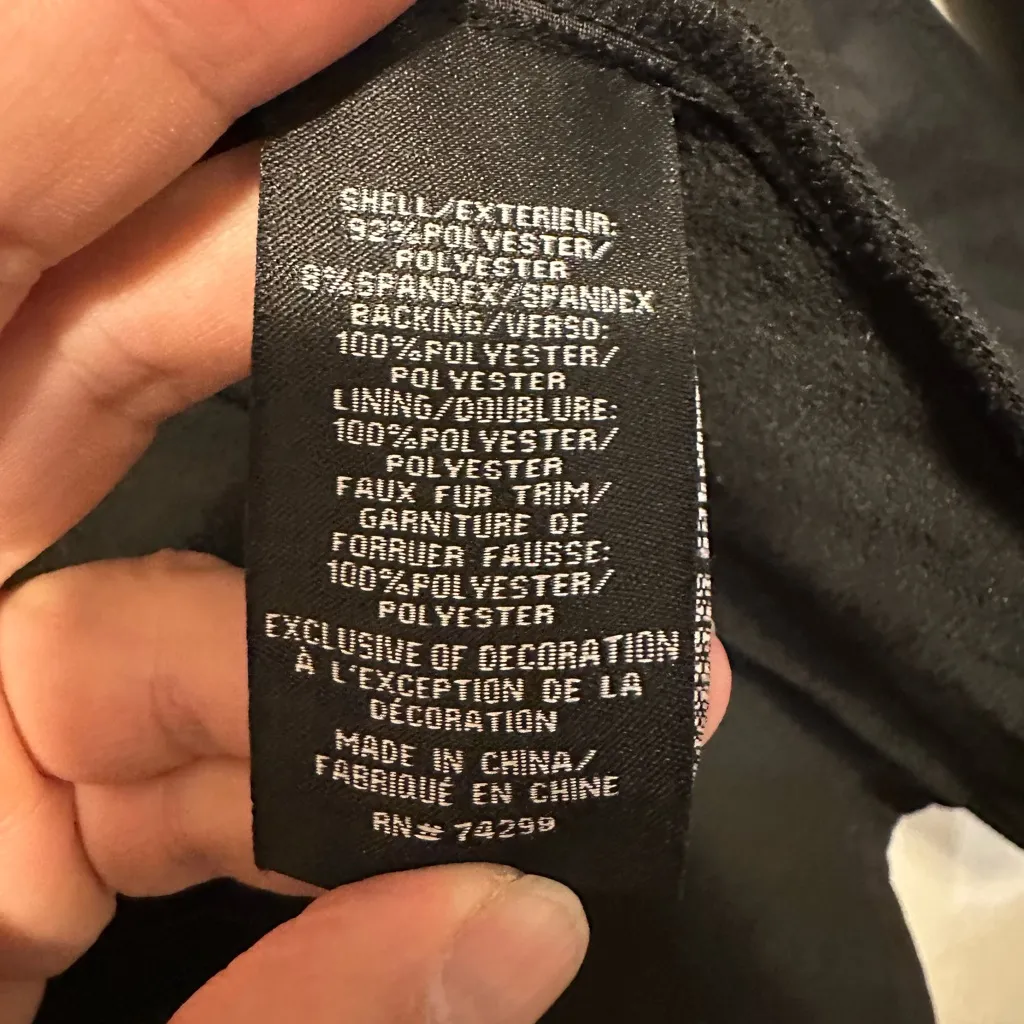 SHELL/EXTERIEUR:
92%POLYESTER/
POLYESTER
8%SPANDEX/SPANDEX
BACKING/VERSO:
100%POLYESTER/
POLYESTER
LINING/DOUBLURE:
100%POLYESTER/
POLYESTER
FAUX FUR TRIM/
GARNITURE DE
FORRUER FAUSSE:
100%POLYESTER/
POLYESTER
EXCLUSIVE OF DECORATION
À L'EXCEPTION DE LA
DÉCORATION
MADE IN CHINA/
FABRIQUÉ EN CHINE
RN# 74299